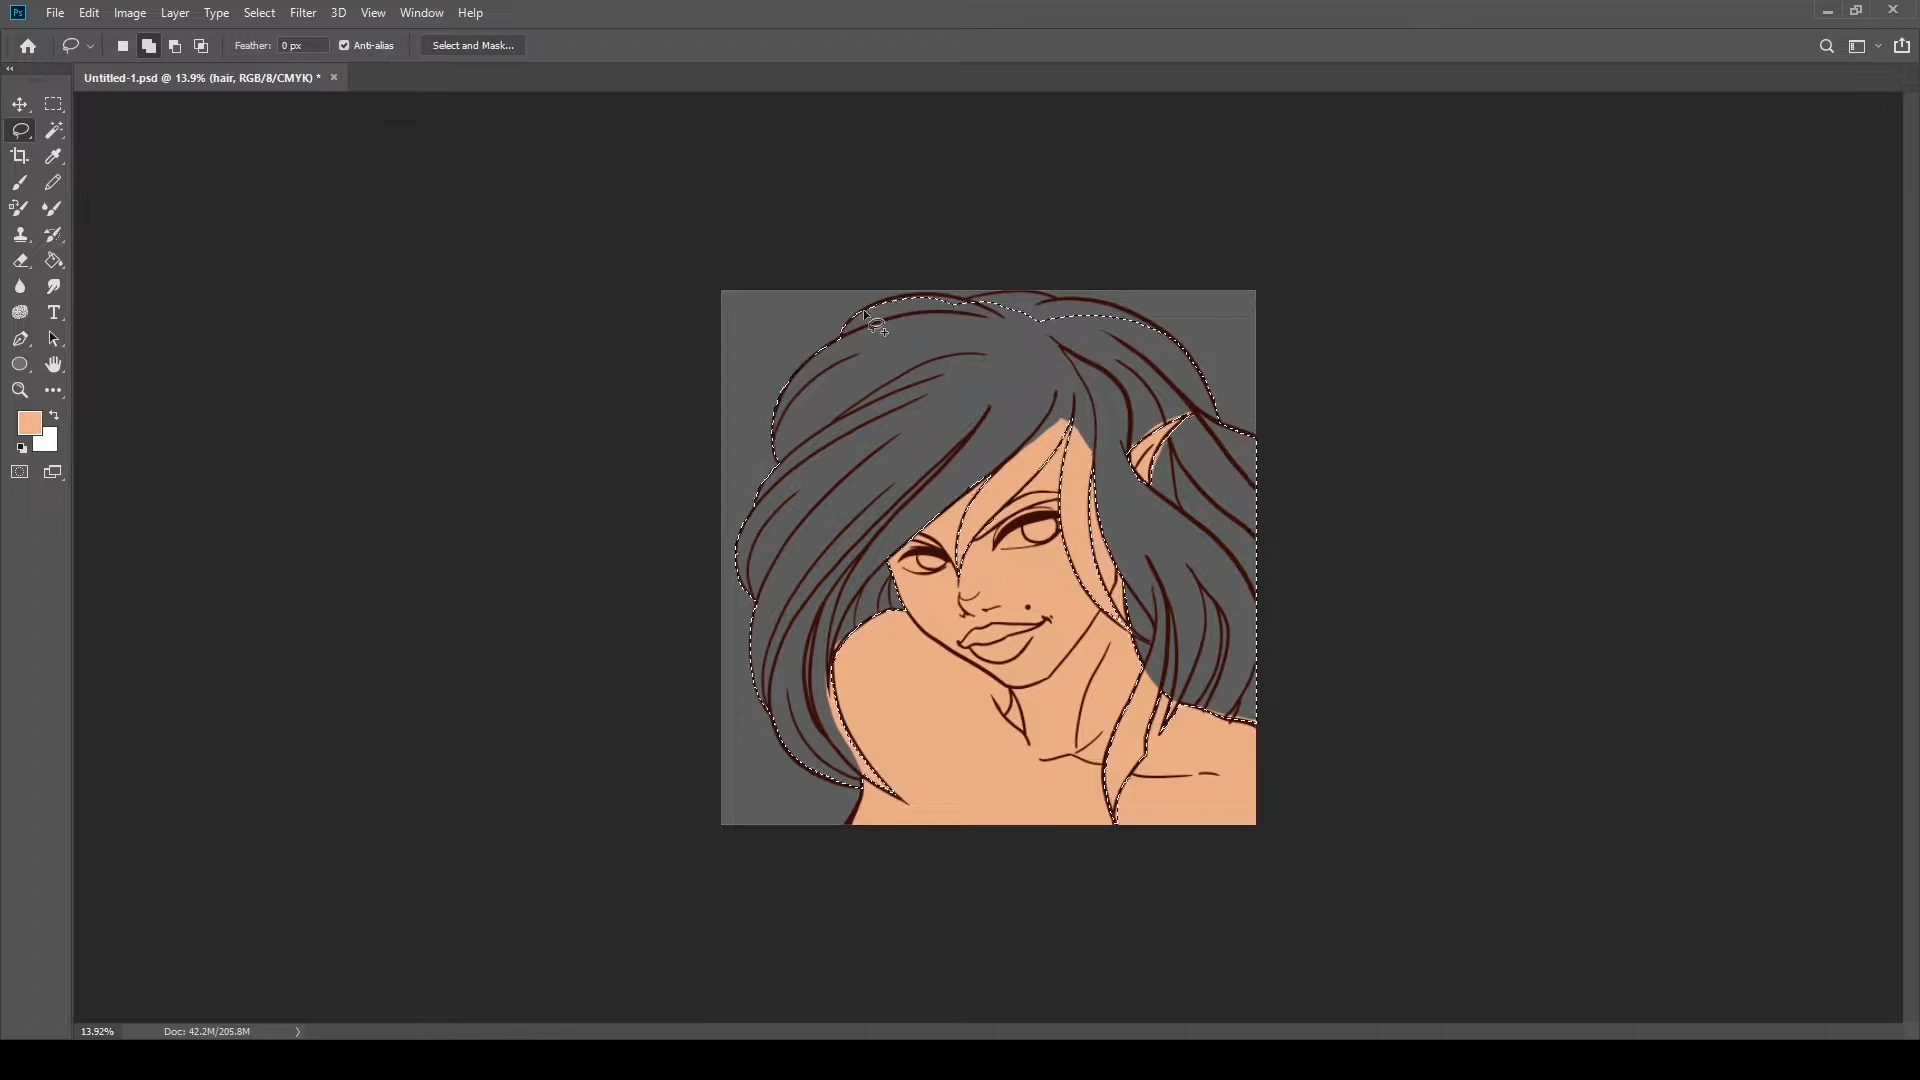 Ps File Edit Image Layer Type Select Filter 3D View Window Help
Feather: 0 px Anti-alias Select and Mask...
Untitled-1.psd @ 13.9% (hair, RGB/8/CMYK) *
13.92% Doc: 42.2M/205.8M